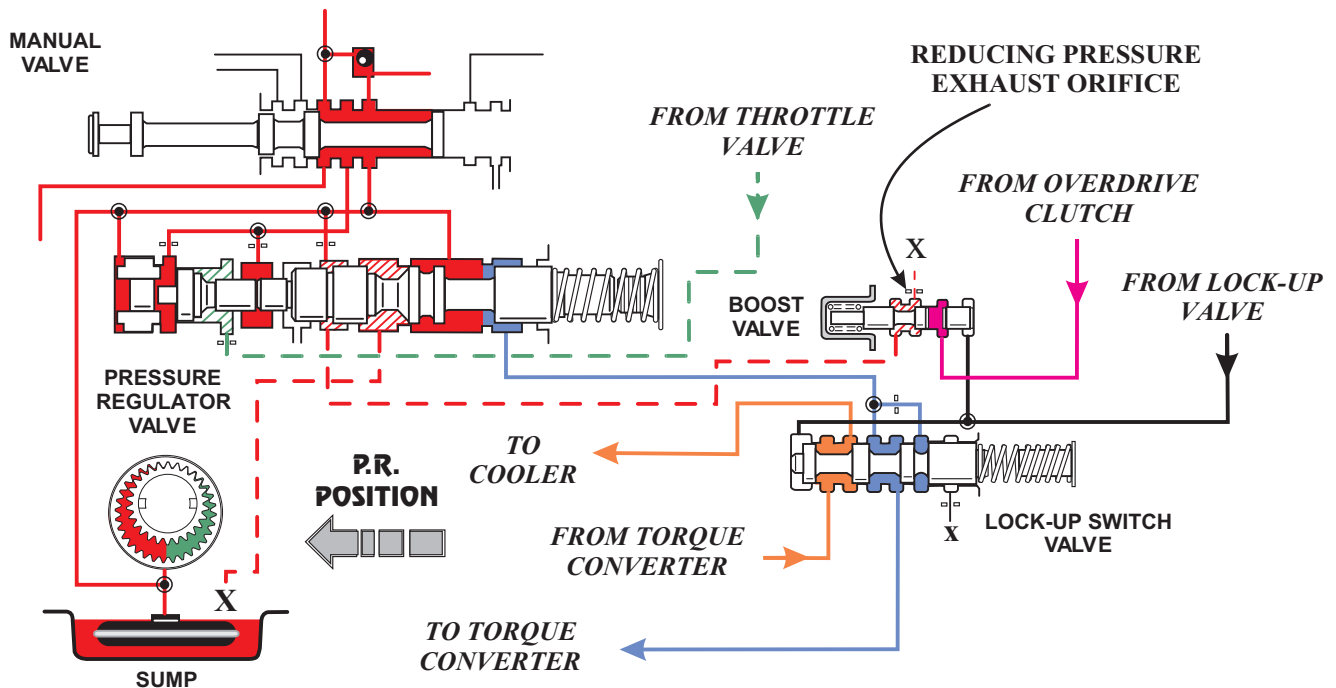 MANUAL
VALVE
REDUCING PRESSURE
EXHAUST ORIFICE
FROM THROTTLE
VALVE
FROM OVERDRIVE
CLUTCH
X
FROM LOCK-UP
VALVE
BOOST
VALVE
PRESSURE
REGULATOR
VALVE
TO
COOLER
P.R.
POSITION
FROM TORQUE
CONVERTER
x
LOCK-UP SWITCH
VALVE
X
TO TORQUE
CONVERTER
SUMP